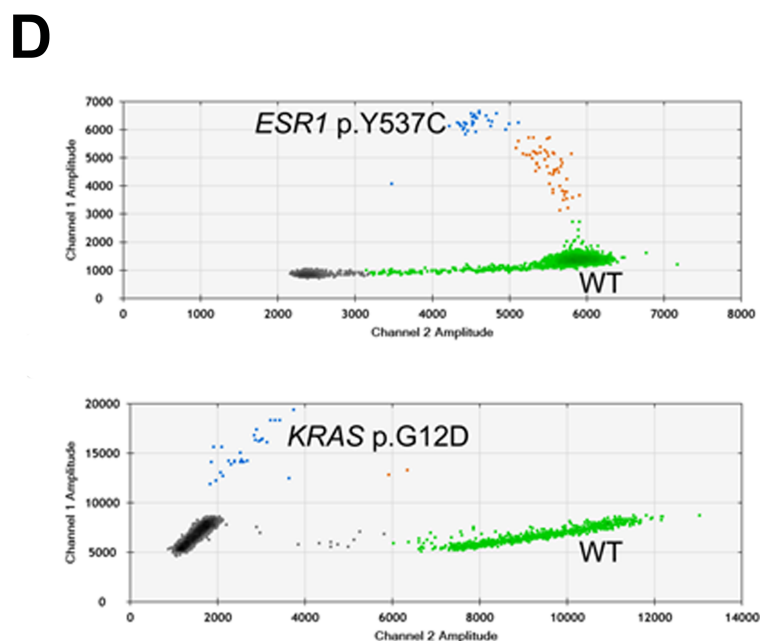 D
7000
6000
5000
4000
3000
2000
1000
0
Channel 1 Amplitude
ESR1 p.Y537C
WT
0 1000 2000 3000 4000 5000 6000 7000 8000
Channel 2 Amplitude
20000
15000
10000
5000
0
Channel 1 Amplitude
KRAS p.G12D
WT
0 2000 4000 6000 8000 10000 12000 14000
Channel 2 Amplitude